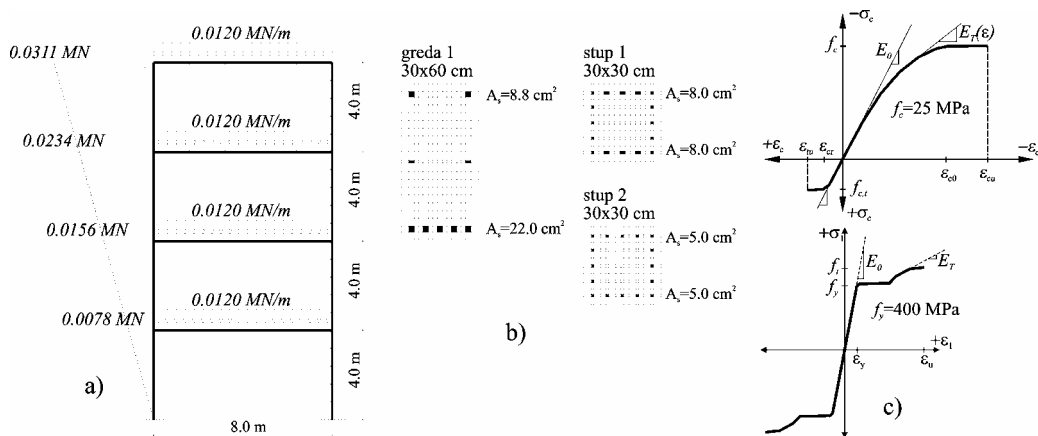 0.0120 MN/m
0.0311 MN
0.0120 MN/m
0.0234 MN
0.0120 MN/m
0.0156 MN
0.0120 MN/m
0.0078 MN
4.0 m
4.0 m
4.0 m
4.0 m
8.0 m
a)
greda 1
30x60 cm
A_s=8.8 cm²
A_s=22.0 cm²
stup 1
30x30 cm
A_s=8.0 cm²
A_s=8.0 cm²
stup 2
30x30 cm
A_s=5.0 cm²
A_s=5.0 cm²
b)
−σ_c
f_c
E_0
E_T(ε)
f_c=25 MPa
+ε_c
ε_cr
ε_c0
ε_cu
−ε_c
f_c,t
+σ_c
+σ_1
E_0
E_T
f_y
f_y=400 MPa
+ε_1
ε_y
ε_u
c)